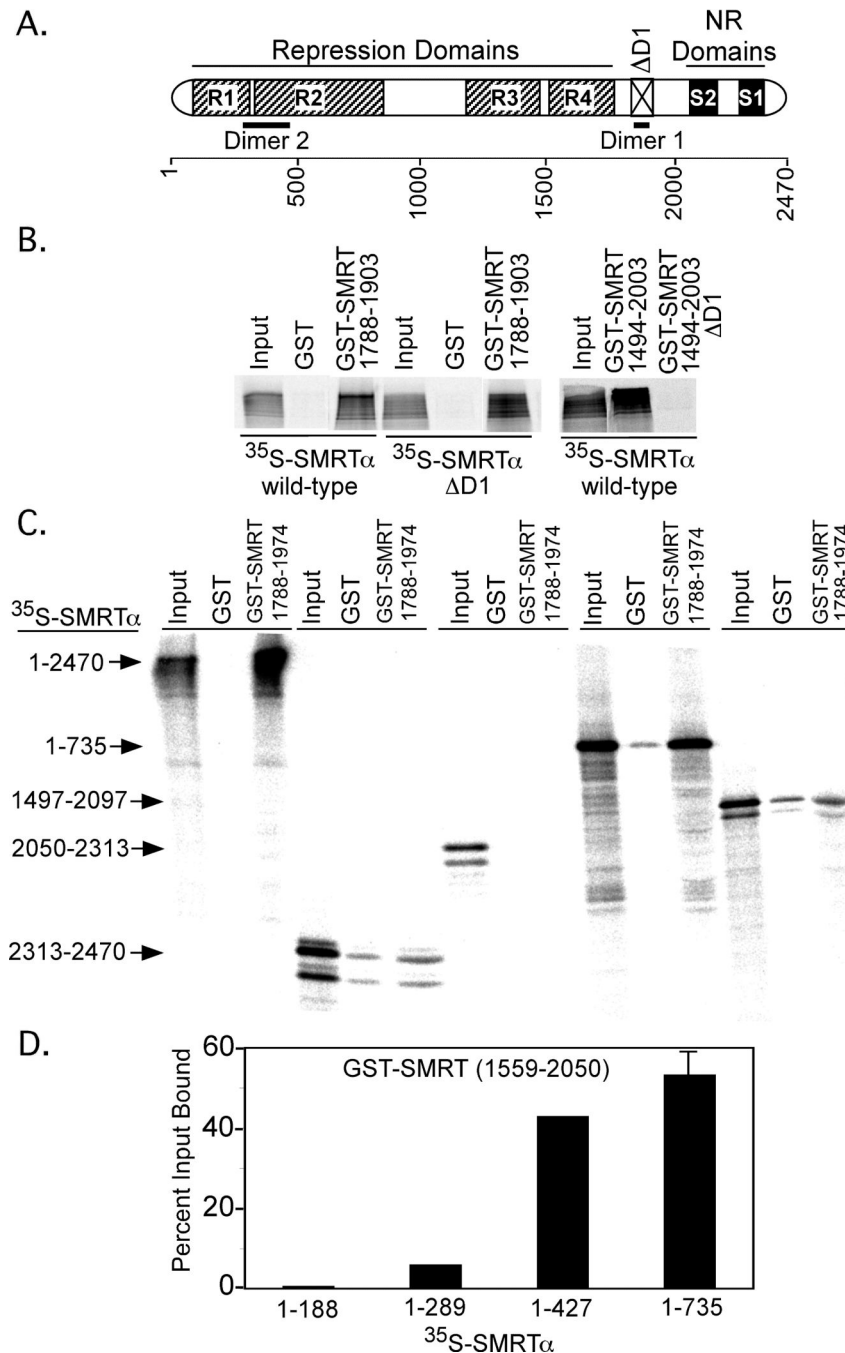 A.
Repression Domains
ΔD1
NR
Domains
R1 R2 R3 R4 S2 S1
Dimer 2 Dimer 1
1 500 1000 1500 2000 2470
B.
Input
GST
GST-SMRT
1788-1903
Input
GST
GST-SMRT
1788-1903
Input
GST-SMRT
1494-2003
GST-SMRT
1494-2003
ΔD1
35S-SMRTα
wild-type
35S-SMRTα
ΔD1
35S-SMRTα
wild-type
C.
Input
GST
GST-SMRT
1788-1974
Input
GST
GST-SMRT
1788-1974
Input
GST
GST-SMRT
1788-1974
Input
GST
GST-SMRT
1788-1974
Input
GST
GST-SMRT
1788-1974
35S-SMRTα
1-2470
1-735
1497-2097
2050-2313
2313-2470
D.
GST-SMRT (1559-2050)
Percent Input Bound
60
40
20
0
1-188 1-289 1-427 1-735
35S-SMRTα